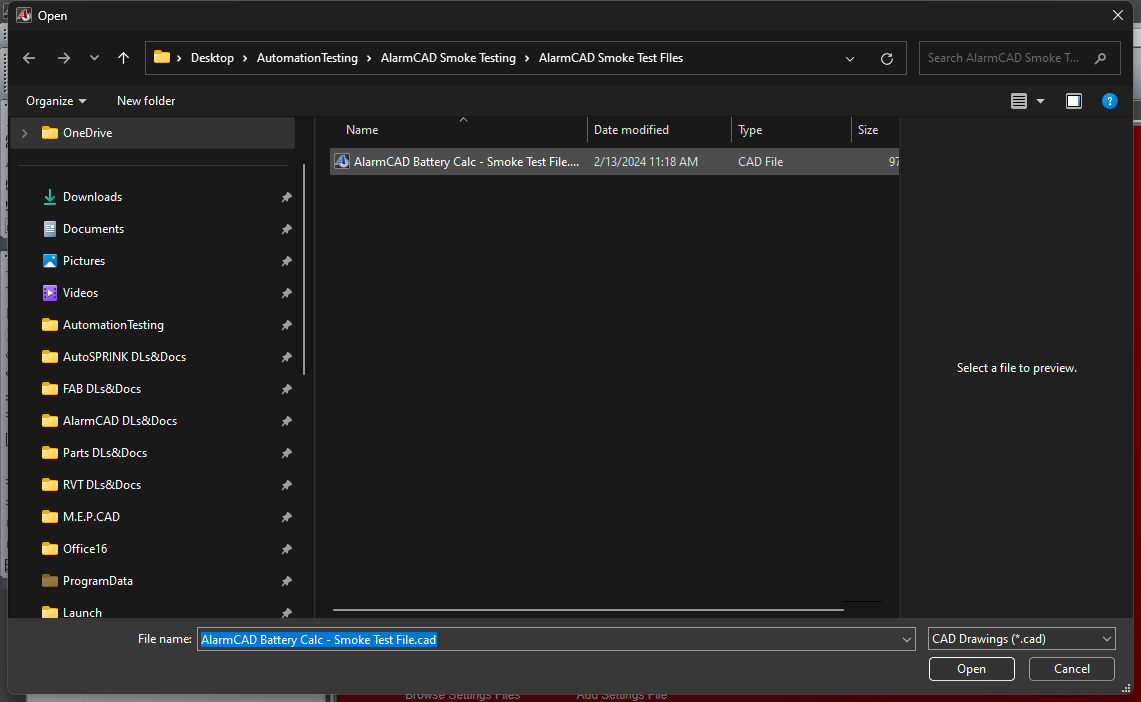 Open
Desktop > AutomationTesting > AlarmCAD Smoke Testing > AlarmCAD Smoke Test FIles
Search AlarmCAD Smoke T...
Organize
New folder
?
OneDrive
Downloads
Documents
Pictures
Videos
AutomationTesting
AutoSPRINK DLs&Docs
FAB DLs&Docs
AlarmCAD DLs&Docs
Parts DLs&Docs
RVT DLs&Docs
M.E.P.CAD
Office16
ProgramData
Launch
Name Date modified Type Size
AlarmCAD Battery Calc - Smoke Test File.... 2/13/2024 11:18 AM CAD File 97
Select a file to preview.
File name: AlarmCAD Battery Calc - Smoke Test File.cad
CAD Drawings (*.cad)
Open Cancel
Browse Settings Files Add Settings File